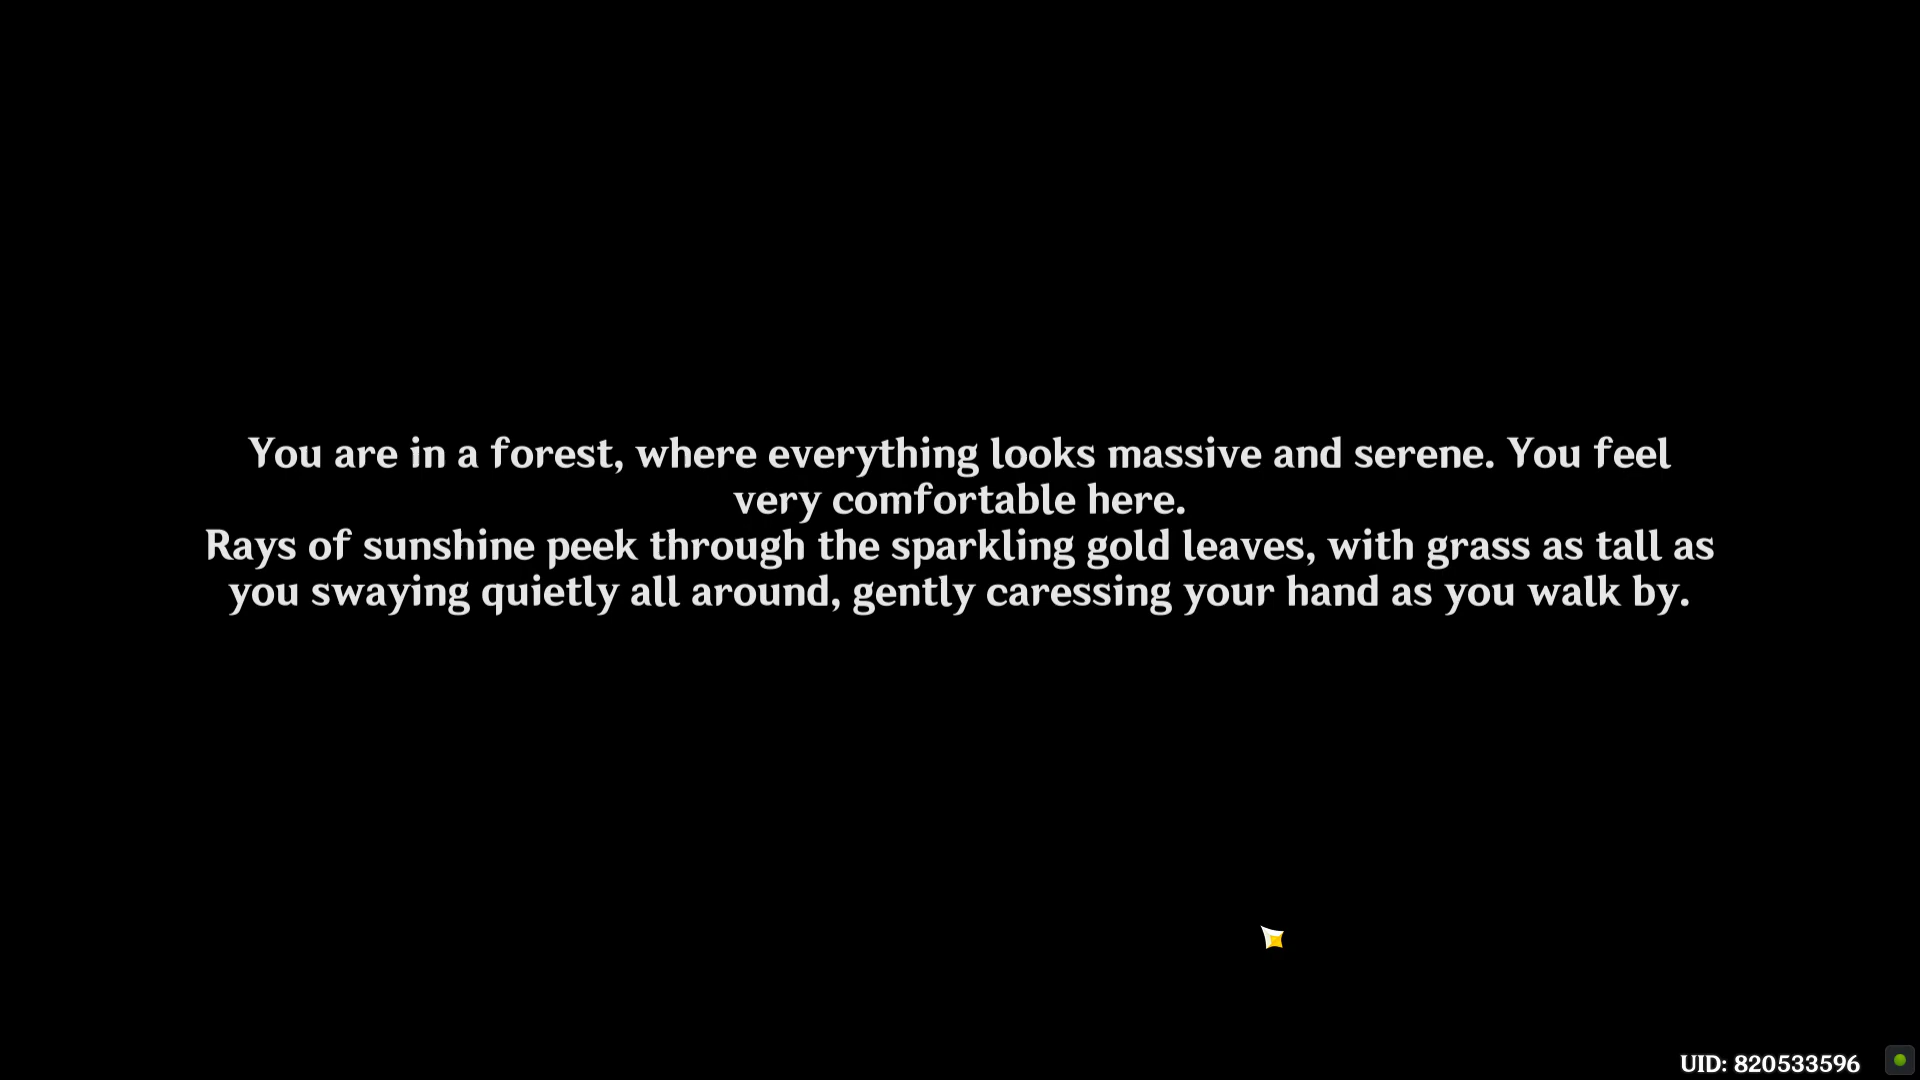 You are in a forest, where everything looks massive and serene. You feel
very comfortable here.
Rays of sunshine peek through the sparkling gold leaves, with grass as tall as
you swaying quietly all around, gently caressing your hand as you walk by.
UID: 820533596